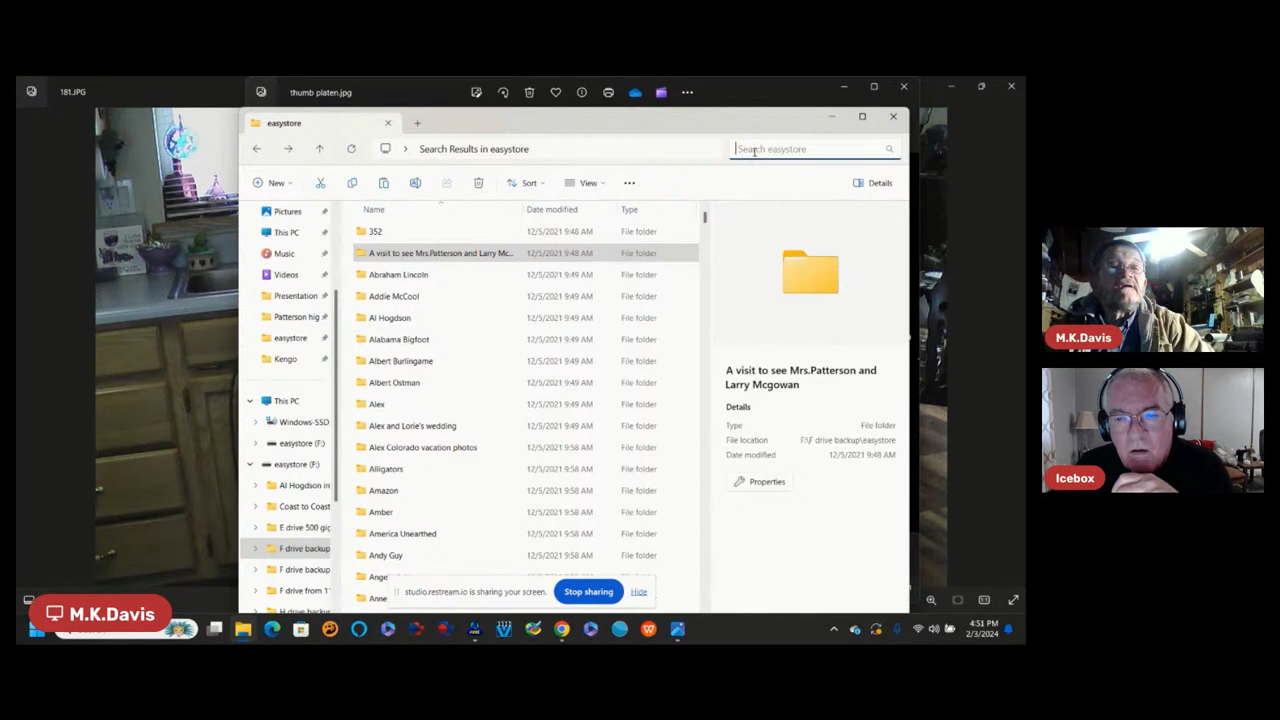 181.JPG
thumb platen.jpg
easystore
Search Results in easystore
Search easystore
New
Sort
View
Details
Pictures
This PC
Music
Videos
Presentation
Patterson hig
easystore
Kengo
This PC
Windows-SSD
easystore (F:)
easystore (F:)
Al Hogdson in
Coast to Coast
E drive 500 gig
F drive backup
F drive backup
F drive from 1
H drive backup
Name Date modified Type
352 12/5/2021 9:48 AM File folder
A visit to see Mrs.Patterson and Larry Mc... 12/5/2021 9:48 AM File folder
Abraham Lincoln 12/5/2021 9:49 AM File folder
Addie McCool 12/5/2021 9:49 AM File folder
Al Hogdson 12/5/2021 9:49 AM File folder
Alabama Bigfoot 12/5/2021 9:49 AM File folder
Albert Burlingame 12/5/2021 9:49 AM File folder
Albert Ostman 12/5/2021 9:49 AM File folder
Alex 12/5/2021 9:49 AM File folder
Alex and Lorie's wedding 12/5/2021 9:49 AM File folder
Alex Colorado vacation photos 12/5/2021 9:58 AM File folder
Alligators 12/5/2021 9:58 AM File folder
Amazon 12/5/2021 9:58 AM File folder
Amber 12/5/2021 9:58 AM File folder
America Unearthed 12/5/2021 9:58 AM File folder
Andy Guy 12/5/2021 9:58 AM File folder
Ange
Anne
A visit to see Mrs.Patterson and
Larry Mcgowan
Details
Type File folder
File location F:\F drive backup\easystore
Date modified 12/5/2021 9:48 AM
Properties
studio.restream.io is sharing your screen.
Stop sharing
Hide
M.K.Davis
Icebox
M.K.Davis
4:51 PM
2/3/2024